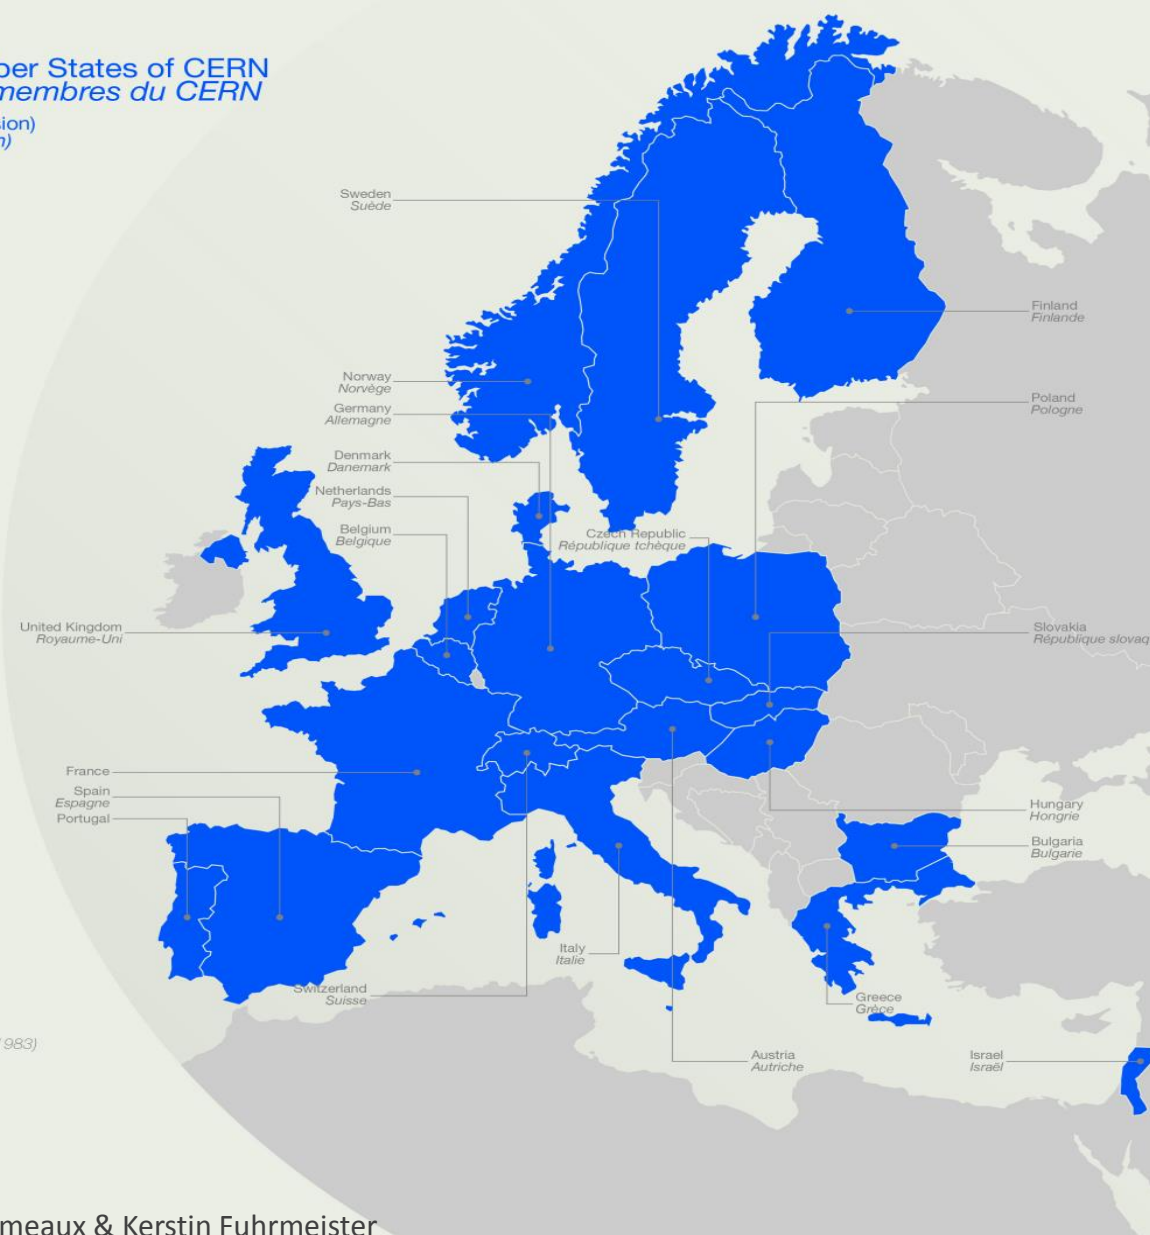 ber States of CERN
membres du CERN
sion)
n)
Sweden
Suède
Finland
Finlande
Norway
Norvège
Poland
Pologne
Germany
Allemagne
Denmark
Danemark
Netherlands
Pays-Bas
Belgium
Belgique
Czech Republic
République tchèque
United Kingdom
Royaume-Uni
Slovakia
République slovaq
France
Spain
Espagne
Portugal
Hungary
Hongrie
Bulgaria
Bulgarie
Italy
Italie
Switzerland
Suisse
Greece
Grèce
1983)
Austria
Autriche
Israel
Israël
meaux & Kerstin Fuhrmeister